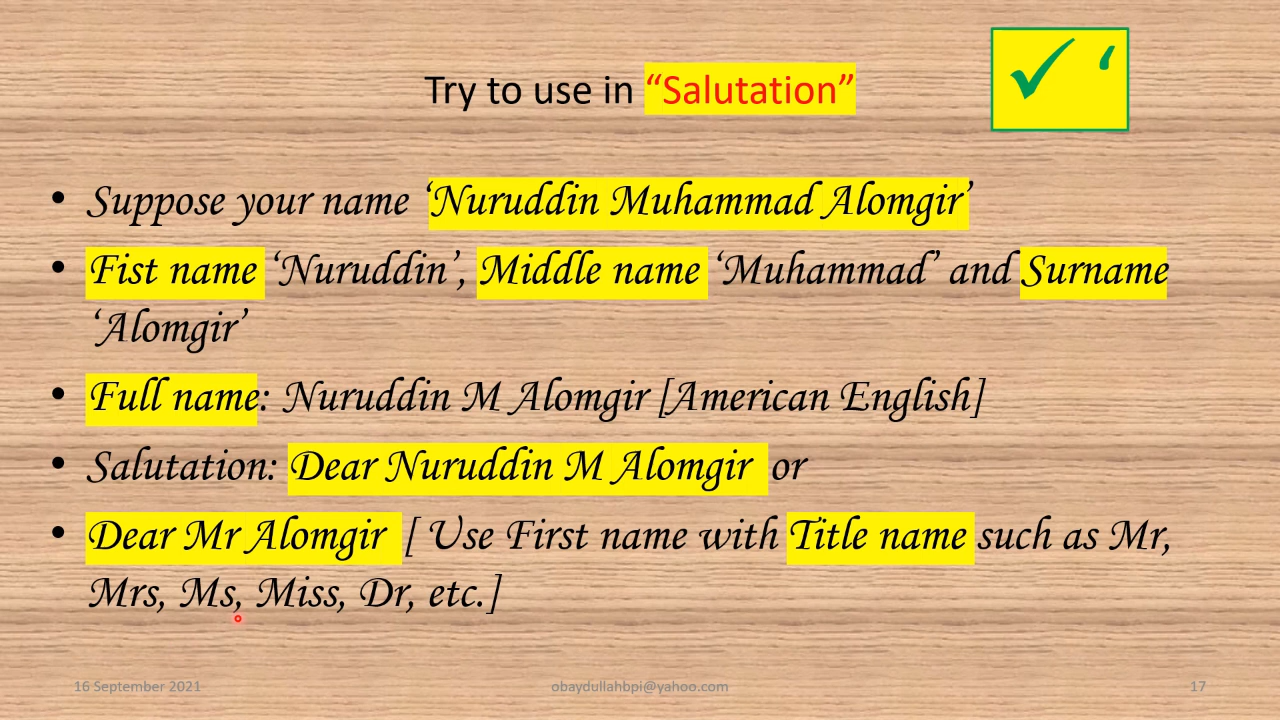 Try to use in “Salutation”
✓ ‘
• Suppose your name ‘Nuruddin Muhammad Alomgir’
• Fist name ‘Nuruddin’, Middle name ‘Muhammad’ and Surname
‘Alomgir’
• Full name: Nuruddin M Alomgir [American English]
• Salutation: Dear Nuruddin M Alomgir or
• Dear Mr Alomgir [ Use First name with Title name such as Mr,
Mrs, Ms, Miss, Dr, etc.]
16 September 2021
obaydullahbpi@yahoo.com
17